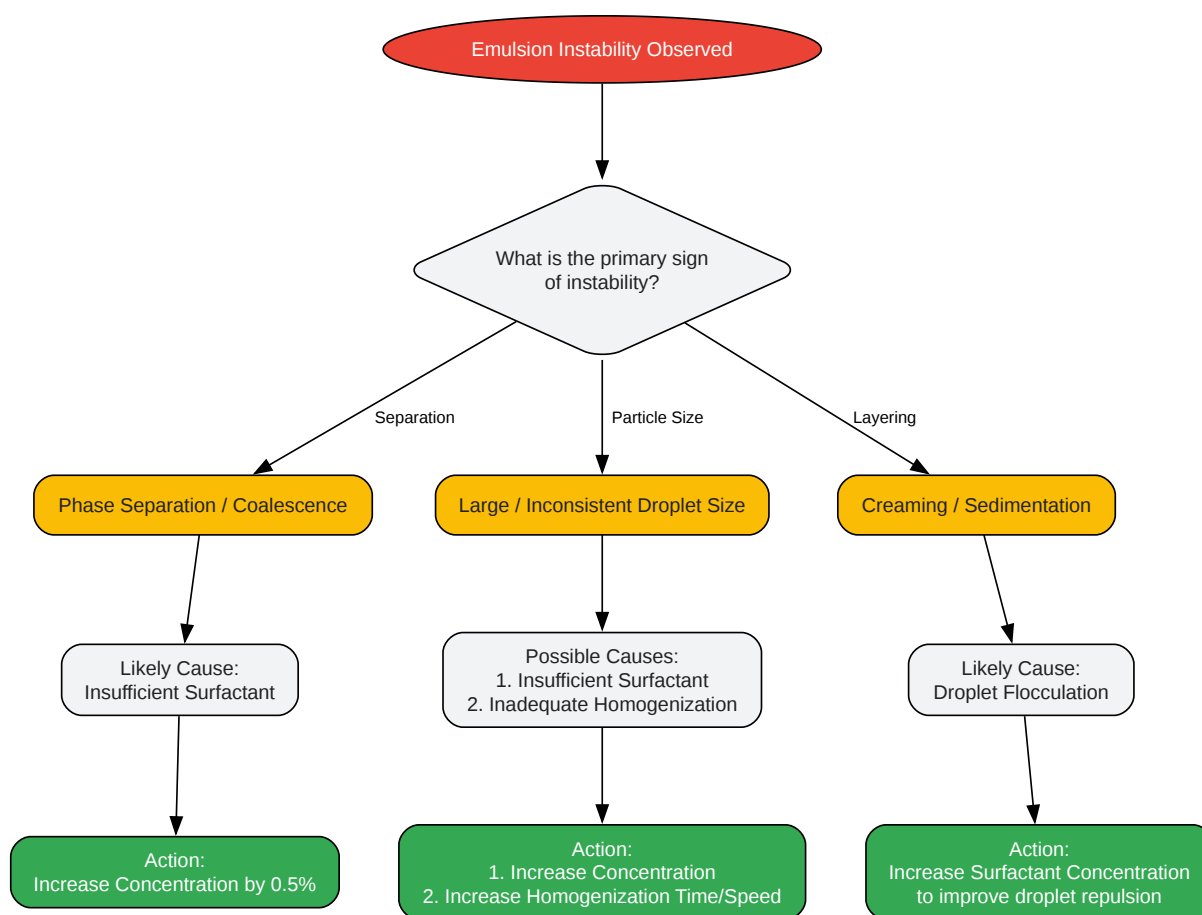 Emulsion Instability Observed
What is the primary sign
of instability?
Separation
Particle Size
Layering
Phase Separation / Coalescence
Large / Inconsistent Droplet Size
Creaming / Sedimentation
Likely Cause:
Insufficient Surfactant
Possible Causes:
1. Insufficient Surfactant
2. Inadequate Homogenization
Likely Cause:
Droplet Flocculation
Action:
Increase Concentration by 0.5%
Action:
1. Increase Concentration
2. Increase Homogenization Time/Speed
Action:
Increase Surfactant Concentration
to improve droplet repulsion